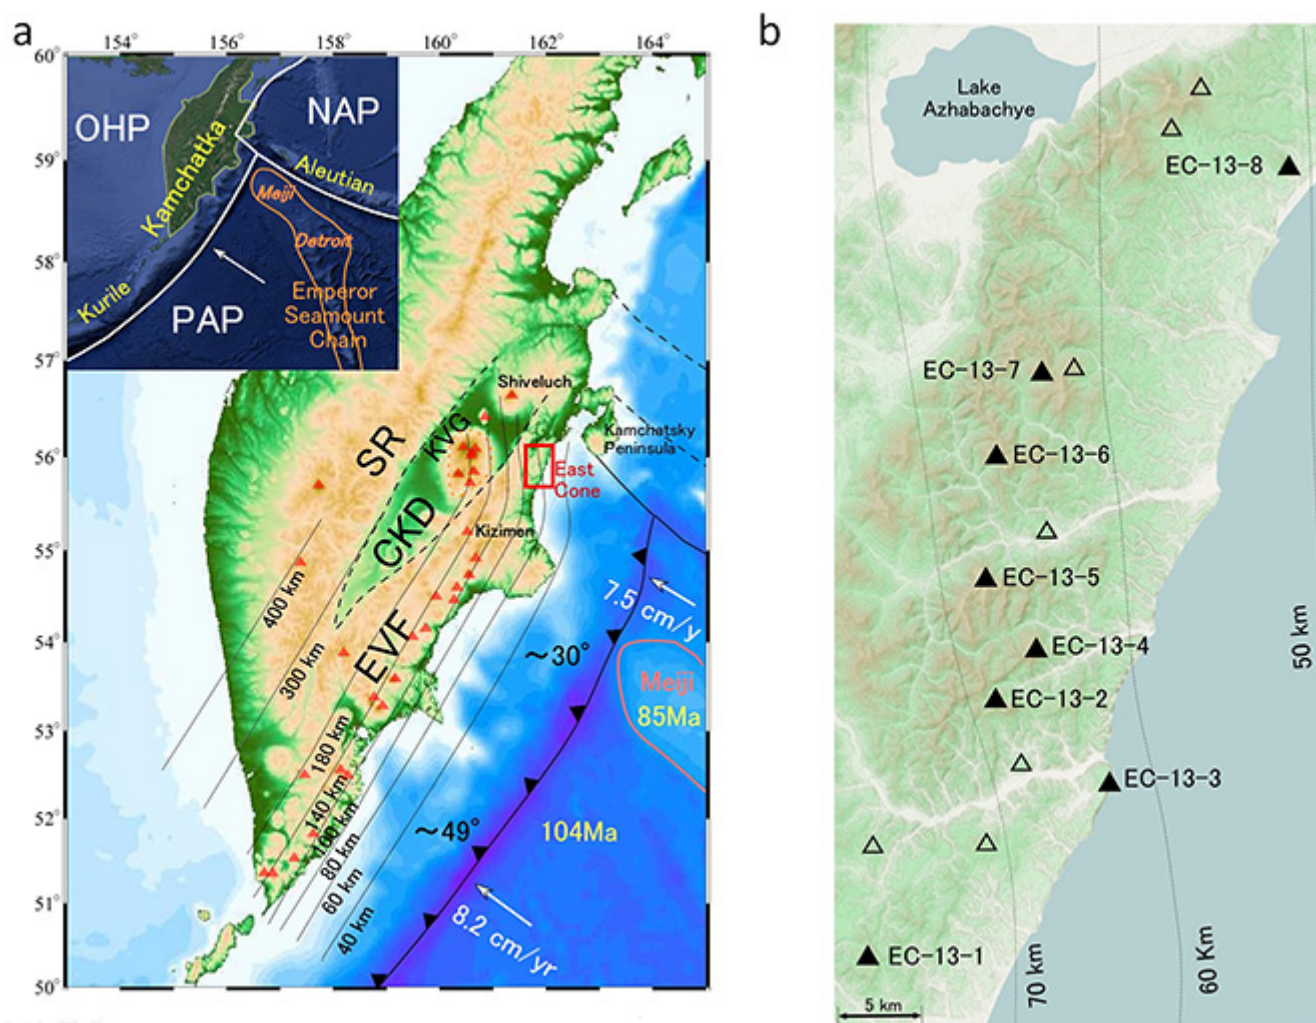 a
154°
156°
158°
160°
162°
164°
60°
59°
58°
57°
56°
55°
54°
53°
52°
51°
50°
OHP
NAP
Kamchatka
Aleutian
Meiji
Detroit
Kurile
PAP
Emperor
Seamount
Chain
Shiveluch
SR
KVG
Kamchatsky
Peninsula
East
Cone
CKD
Kizimen
400 km
300 km
EVF
7.5 cm/y
~30°
Meiji
85Ma
180 km
140 km
100 km
80 km
60 km
40 km
~49°
104Ma
8.2 cm/yr
b
Lake
Azhabachye
EC-13-8
EC-13-7
EC-13-6
EC-13-5
EC-13-4
EC-13-2
EC-13-3
EC-13-1
50 km
60 Km
70 km
5 km